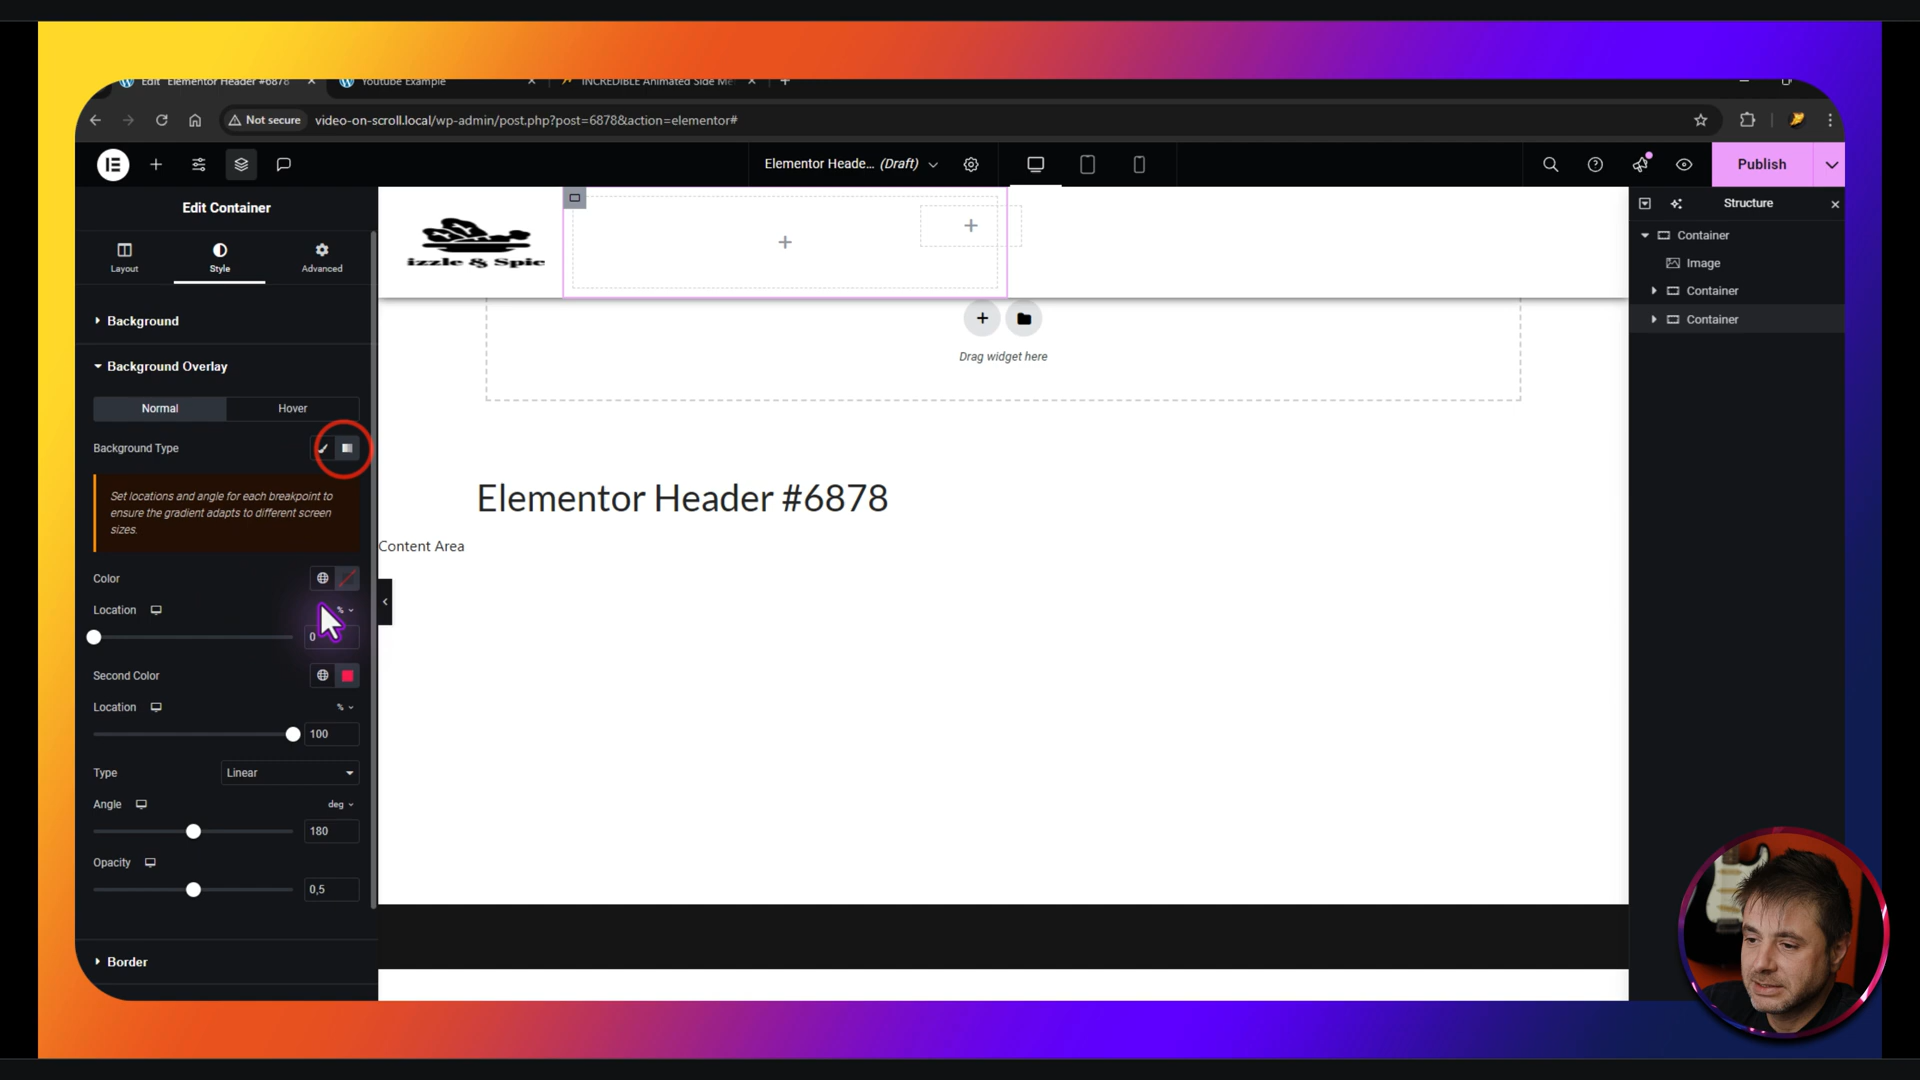 Edit "Elementor Header #6878" ×
Youtube Example ×
INCREDIBLE Animated Side Me ×
Not secure
video-on-scroll.local/wp-admin/post.php?post=6878&action=elementor#
Elementor Heade... (Draft)
Publish
Edit Container
Layout
Style
Advanced
Background
Background Overlay
Normal
Hover
Background Type
Set locations and angle for each breakpoint to
ensure the gradient adapts to different screen
sizes.
Color
Location
%
0
Second Color
Location
%
100
Type
Linear
Angle
deg
180
Opacity
0,5
Border
izzle & Spic
Drag widget here
Elementor Header #6878
Content Area
Structure
Container
Image
Container
Container